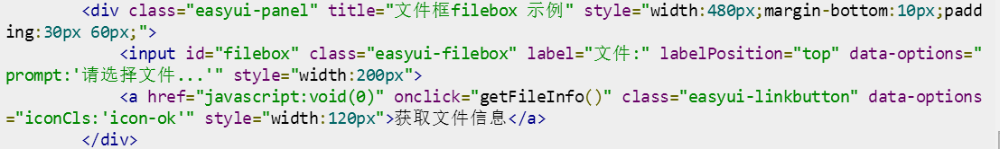 <div class="easyui-panel" title="文件框filebox 示例" style="width:480px;margin-bottom:10px;padd
ing:30px 60px;">
<input id="filebox" class="easyui-filebox" label="文件:" labelPosition="top" data-options="
prompt:'请选择文件...'" style="width:200px">
<a href="javascript:void(0)" onclick="getFileInfo()" class="easyui-linkbutton" data-options
="iconCls:'icon-ok'" style="width:120px">获取文件信息</a>
</div>